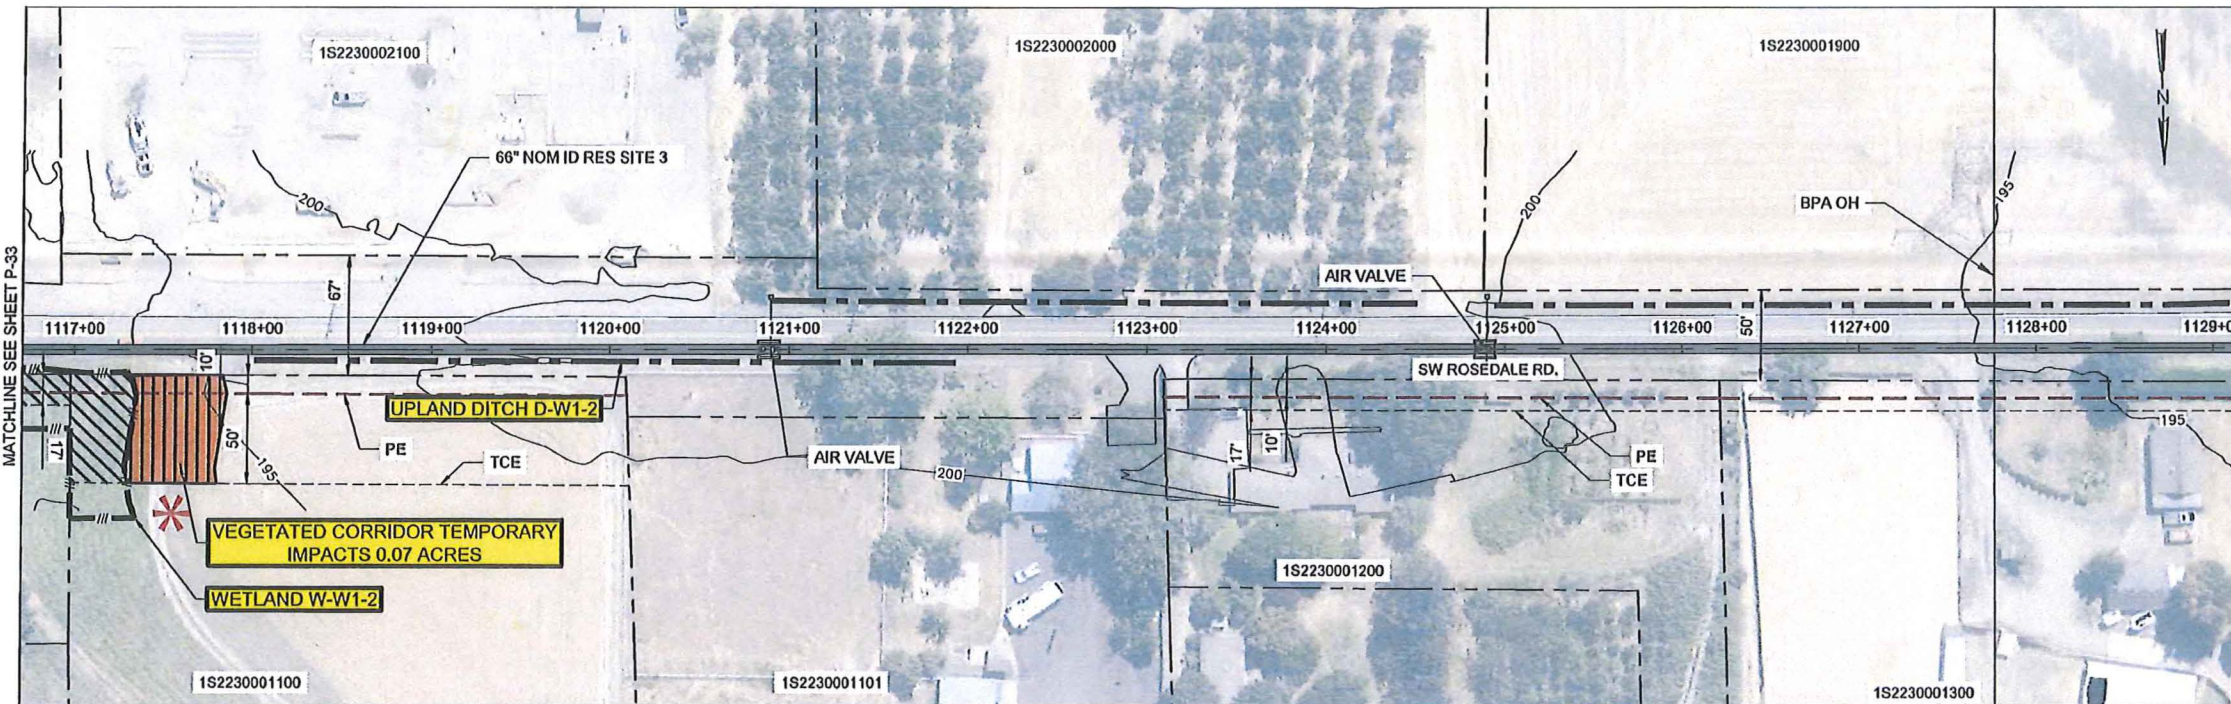 1S2230002100
1S2230002000
1S2230001900
N
66" NOM ID RES SITE 3
200
200
195
BPA OH
MATCHLINE SEE SHEET P-33
67'
AIR VALVE
1117+00
1118+00
1119+00
1120+00
1121+00
1122+00
1123+00
1124+00
1125+00
1126+00
50'
1127+00
1128+00
1129+0
10'
SW ROSEDALE RD.
UPLAND DITCH D-W1-2
17'
50'
195
PE
TCE
AIR VALVE
200
17'
10'
PE
TCE
195
VEGETATED CORRIDOR TEMPORARY
IMPACTS 0.07 ACRES
WETLAND W-W1-2
1S2230001200
1S2230001100
1S2230001101
1S2230001300